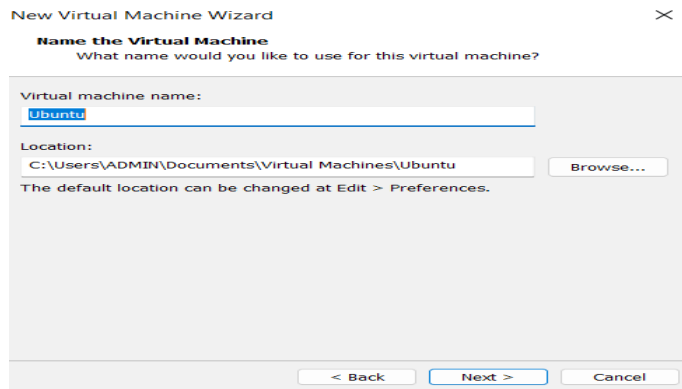 New Virtual Machine Wizard
Name the Virtual Machine
What name would you like to use for this virtual machine?
Virtual machine name:
Ubuntu
Location:
C:\Users\ADMIN\Documents\Virtual Machines\Ubuntu
Browse...
The default location can be changed at Edit > Preferences.
< Back Next > Cancel